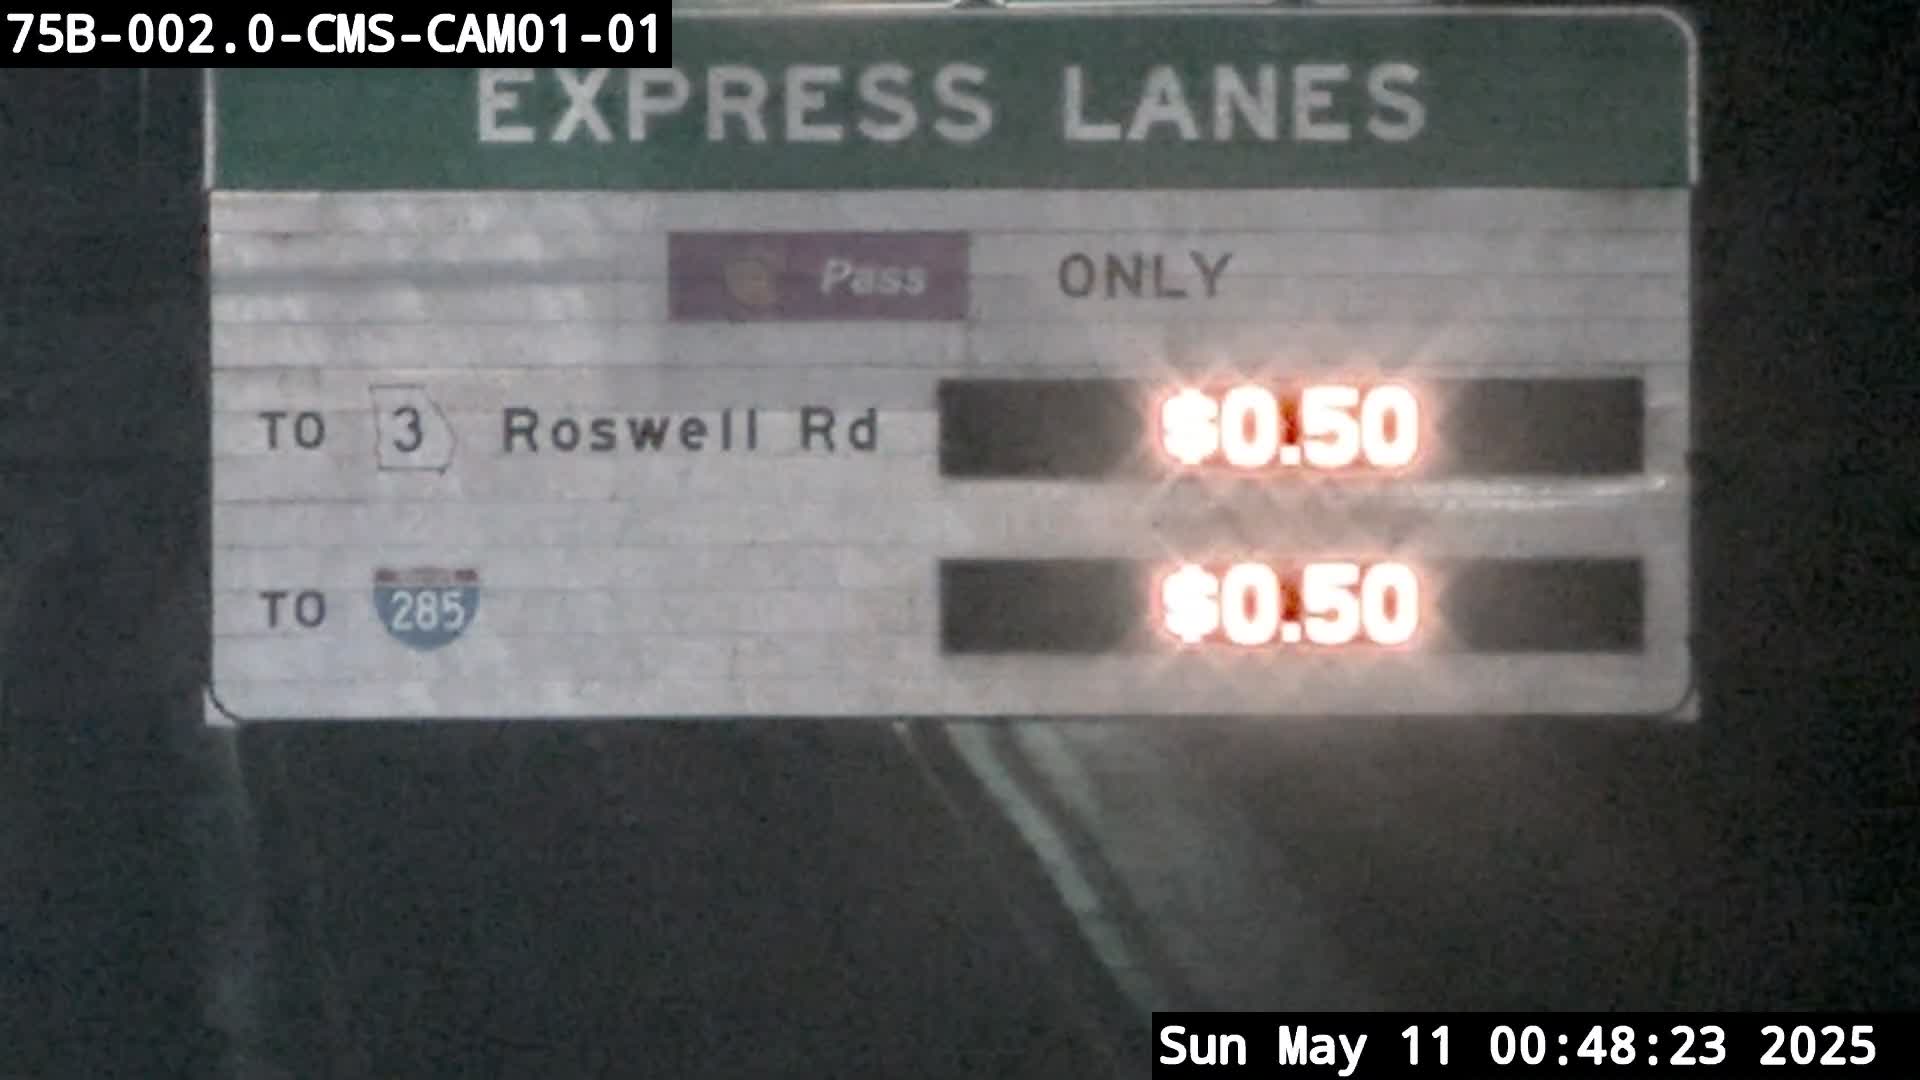 75B-002.0-CMS-CAM01-01
EXPRESS LANES
Pass ONLY
TO 3 Roswell Rd $0.50
TO 285 $0.50
Sun May 11 00:48:23 2025